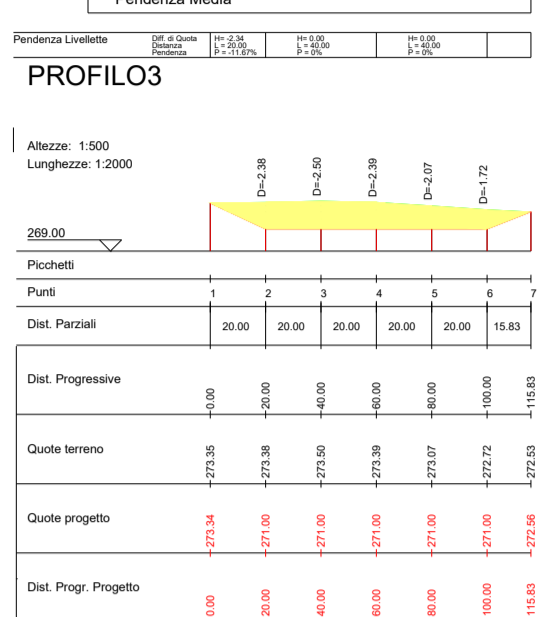 Pendenza Media
Pendenza Livellette
Diff. di Quota H= -2.34 H= 0.00 H= 0.00
Distanza L = 20.00 L = 40.00 L = 40.00
Pendenza P = -11.67% P = 0% P = 0%
PROFILO3
Altezze: 1:500
Lunghezze: 1:2000
D=-2.38 D=-2.50 D=-2.39 D=-2.07 D=-1.72
269.00
Picchetti
Punti 1 2 3 4 5 6 7
Dist. Parziali 20.00 20.00 20.00 20.00 20.00 15.83
Dist. Progressive 0.00 20.00 40.00 60.00 80.00 100.00 115.83
Quote terreno 273.35 273.38 273.50 273.39 273.07 272.72 272.53
Quote progetto 273.34 271.00 271.00 271.00 271.00 271.00 272.56
Dist. Progr. Progetto 0.00 20.00 40.00 60.00 80.00 100.00 115.83